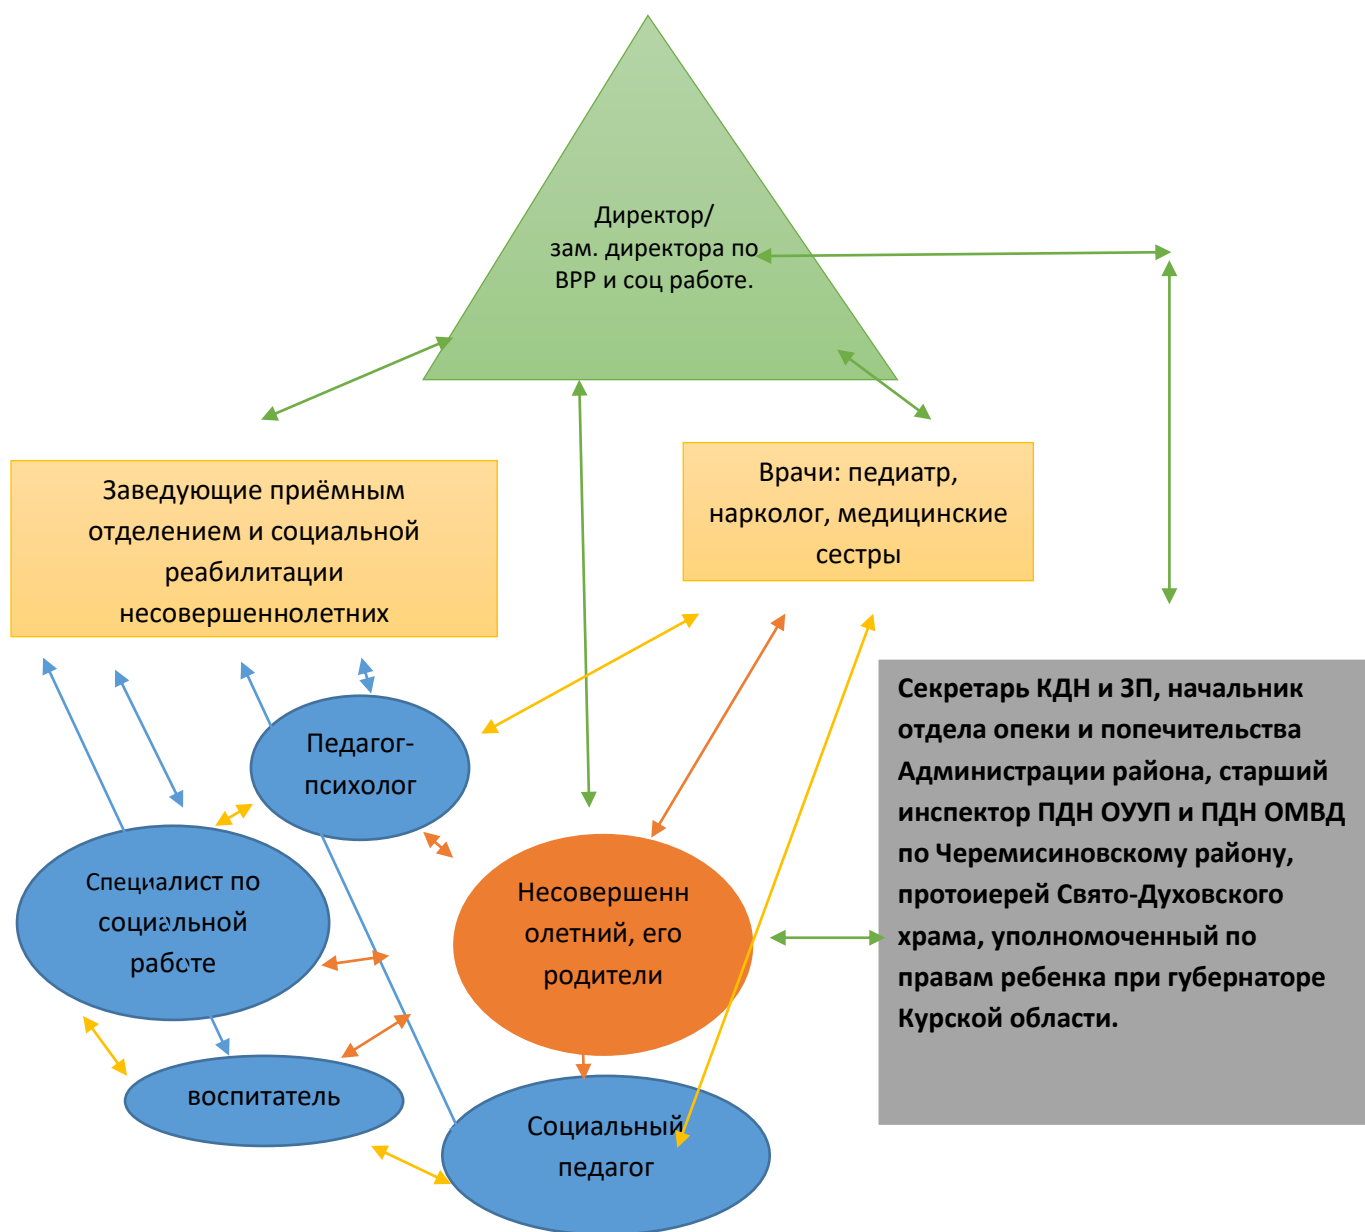 Директор/
зам. директора по
ВРР и соц работе.
Заведующие приёмным
отделением и социальной
реабилитации
несовершеннолетних
Врачи: педиатр,
нарколог, медицинские
сестры
Педагог-
психолог
Секретарь КДН и ЗП, начальник
отдела опеки и попечительства
Администрации района, старший
инспектор ПДН ОУУП и ПДН ОМВД
по Черемисиновскому району,
протоиерей Свято-Духовского
храма, уполномоченный по
правам ребенка при губернаторе
Курской области.
Специалист по
социальной
работе
Несовершенн
олетний, его
родители
воспитатель
Социальный
педагог